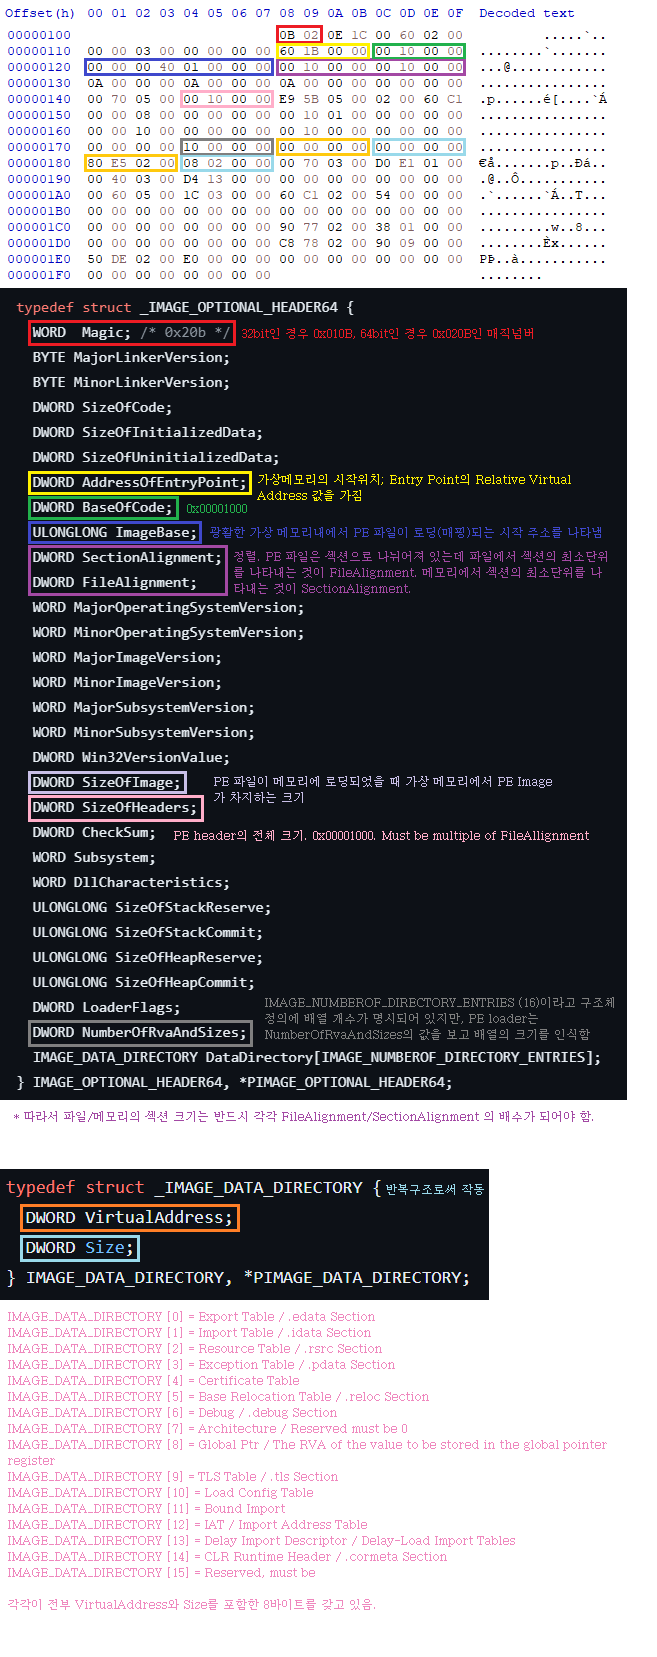 Offset(h) 00 01 02 03 04 05 06 07 08 09 0A 0B 0C 0D 0E 0F Decoded text
00000100 0B 02 0E 1C 00 60 02 00 .....`..
00000110 00 00 03 00 00 00 00 00 60 1B 00 00 00 10 00 00 ........`.......
00000120 00 00 00 40 01 00 00 00 00 10 00 00 00 10 00 00 ...@............
00000130 0A 00 00 00 0A 00 00 00 0A 00 00 00 00 00 00 00 ................
00000140 00 70 05 00 00 10 00 00 E9 5B 05 00 02 00 60 C1 .p......é[....`Á
00000150 00 00 08 00 00 00 00 00 00 10 01 00 00 00 00 00 ................
00000160 00 00 10 00 00 00 00 00 00 10 00 00 00 00 00 00 ................
00000170 00 00 00 00 10 00 00 00 00 00 00 00 00 00 00 00 ................
00000180 80 E5 02 00 08 02 00 00 00 70 03 00 D0 E1 01 00 €å.......p..Ðá..
00000190 00 40 03 00 D4 13 00 00 00 00 00 00 00 00 00 00 .@..Ô...........
000001A0 00 60 05 00 1C 03 00 00 60 C1 02 00 54 00 00 00 .`......`Á..T...
000001B0 00 00 00 00 00 00 00 00 00 00 00 00 00 00 00 00 ................
000001C0 00 00 00 00 00 00 00 00 90 77 02 00 38 01 00 00 .........w..8...
000001D0 00 00 00 00 00 00 00 00 C8 78 02 00 90 09 00 00 ........Èx......
000001E0 50 DE 02 00 E0 00 00 00 00 00 00 00 00 00 00 00 PÞ..à...........
000001F0 00 00 00 00 00 00 00 00 ........
typedef struct _IMAGE_OPTIONAL_HEADER64 {
WORD Magic; /* 0x20b */ 32bit인 경우 0x010B, 64bit인 경우 0x020B인 매직넘버
BYTE MajorLinkerVersion;
BYTE MinorLinkerVersion;
DWORD SizeOfCode;
DWORD SizeOfInitializedData;
DWORD SizeOfUninitializedData;
DWORD AddressOfEntryPoint; 가상메모리의 시작위치; Entry Point의 Relative Virtual
Address 값을 가짐
DWORD BaseOfCode; 0x00001000
ULONGLONG ImageBase; 광활한 가상 메모리내에서 PE 파일이 로딩(매핑)되는 시작 주소를 나타냄
DWORD SectionAlignment; 정렬. PE 파일은 섹션으로 나뉘어져 있는데 파일에서 섹션의 최소단위
를 나타내는 것이 FileAlignment. 메모리에서 섹션의 최소단위를 나
DWORD FileAlignment; 타내는 것이 SectionAlignment.
WORD MajorOperatingSystemVersion;
WORD MinorOperatingSystemVersion;
WORD MajorImageVersion;
WORD MinorImageVersion;
WORD MajorSubsystemVersion;
WORD MinorSubsystemVersion;
DWORD Win32VersionValue;
DWORD SizeOfImage; PE 파일이 메모리에 로딩되었을 때 가상 메모리에서 PE Image
가 차지하는 크기
DWORD SizeOfHeaders;
DWORD CheckSum; PE header의 전체 크기. 0x00001000. Must be multiple of FileAllignment
WORD Subsystem;
WORD DllCharacteristics;
ULONGLONG SizeOfStackReserve;
ULONGLONG SizeOfStackCommit;
ULONGLONG SizeOfHeapReserve;
ULONGLONG SizeOfHeapCommit;
DWORD LoaderFlags; IMAGE_NUMBEROF_DIRECTORY_ENTRIES (16)이라고 구조체
정의에 배열 개수가 명시되어 있지만, PE loader는
DWORD NumberOfRvaAndSizes; NumberOfRvaAndSizes의 값을 보고 배열의 크기를 인식함
IMAGE_DATA_DIRECTORY DataDirectory[IMAGE_NUMBEROF_DIRECTORY_ENTRIES];
} IMAGE_OPTIONAL_HEADER64, *PIMAGE_OPTIONAL_HEADER64;
* 따라서 파일/메모리의 섹션 크기는 반드시 각각 FileAlignment/SectionAlignment 의 배수가 되어야 함.
typedef struct _IMAGE_DATA_DIRECTORY { 반복구조로써 작동
DWORD VirtualAddress;
DWORD Size;
} IMAGE_DATA_DIRECTORY, *PIMAGE_DATA_DIRECTORY;
IMAGE_DATA_DIRECTORY [0] = Export Table / .edata Section
IMAGE_DATA_DIRECTORY [1] = Import Table / .idata Section
IMAGE_DATA_DIRECTORY [2] = Resource Table / .rsrc Section
IMAGE_DATA_DIRECTORY [3] = Exception Table / .pdata Section
IMAGE_DATA_DIRECTORY [4] = Certificate Table
IMAGE_DATA_DIRECTORY [5] = Base Relocation Table / .reloc Section
IMAGE_DATA_DIRECTORY [6] = Debug / .debug Section
IMAGE_DATA_DIRECTORY [7] = Architecture / Reserved must be 0
IMAGE_DATA_DIRECTORY [8] = Global Ptr / The RVA of the value to be stored in the global pointer
register
IMAGE_DATA_DIRECTORY [9] = TLS Table / .tls Section
IMAGE_DATA_DIRECTORY [10] = Load Config Table
IMAGE_DATA_DIRECTORY [11] = Bound Import
IMAGE_DATA_DIRECTORY [12] = IAT / Import Address Table
IMAGE_DATA_DIRECTORY [13] = Delay Import Descriptor / Delay-Load Import Tables
IMAGE_DATA_DIRECTORY [14] = CLR Runtime Header / .cormeta Section
IMAGE_DATA_DIRECTORY [15] = Reserved, must be
각각이 전부 VirtualAddress와 Size를 포함한 8바이트를 갖고 있음.